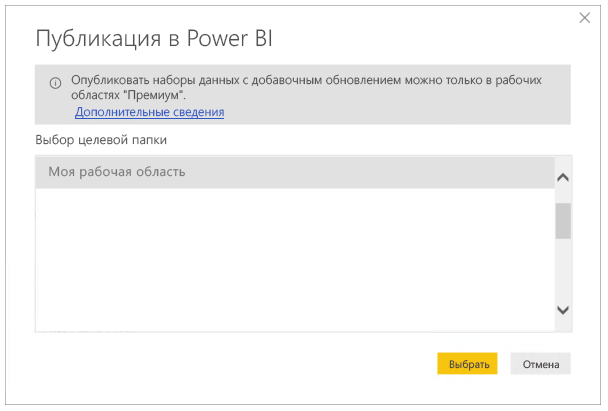 Публикация в Power BI
Опубликовать наборы данных с добавочным обновлением можно только в рабочих
областях "Премиум".
Дополнительные сведения
Выбор целевой папки
Моя рабочая область
Выбрать
Отмена